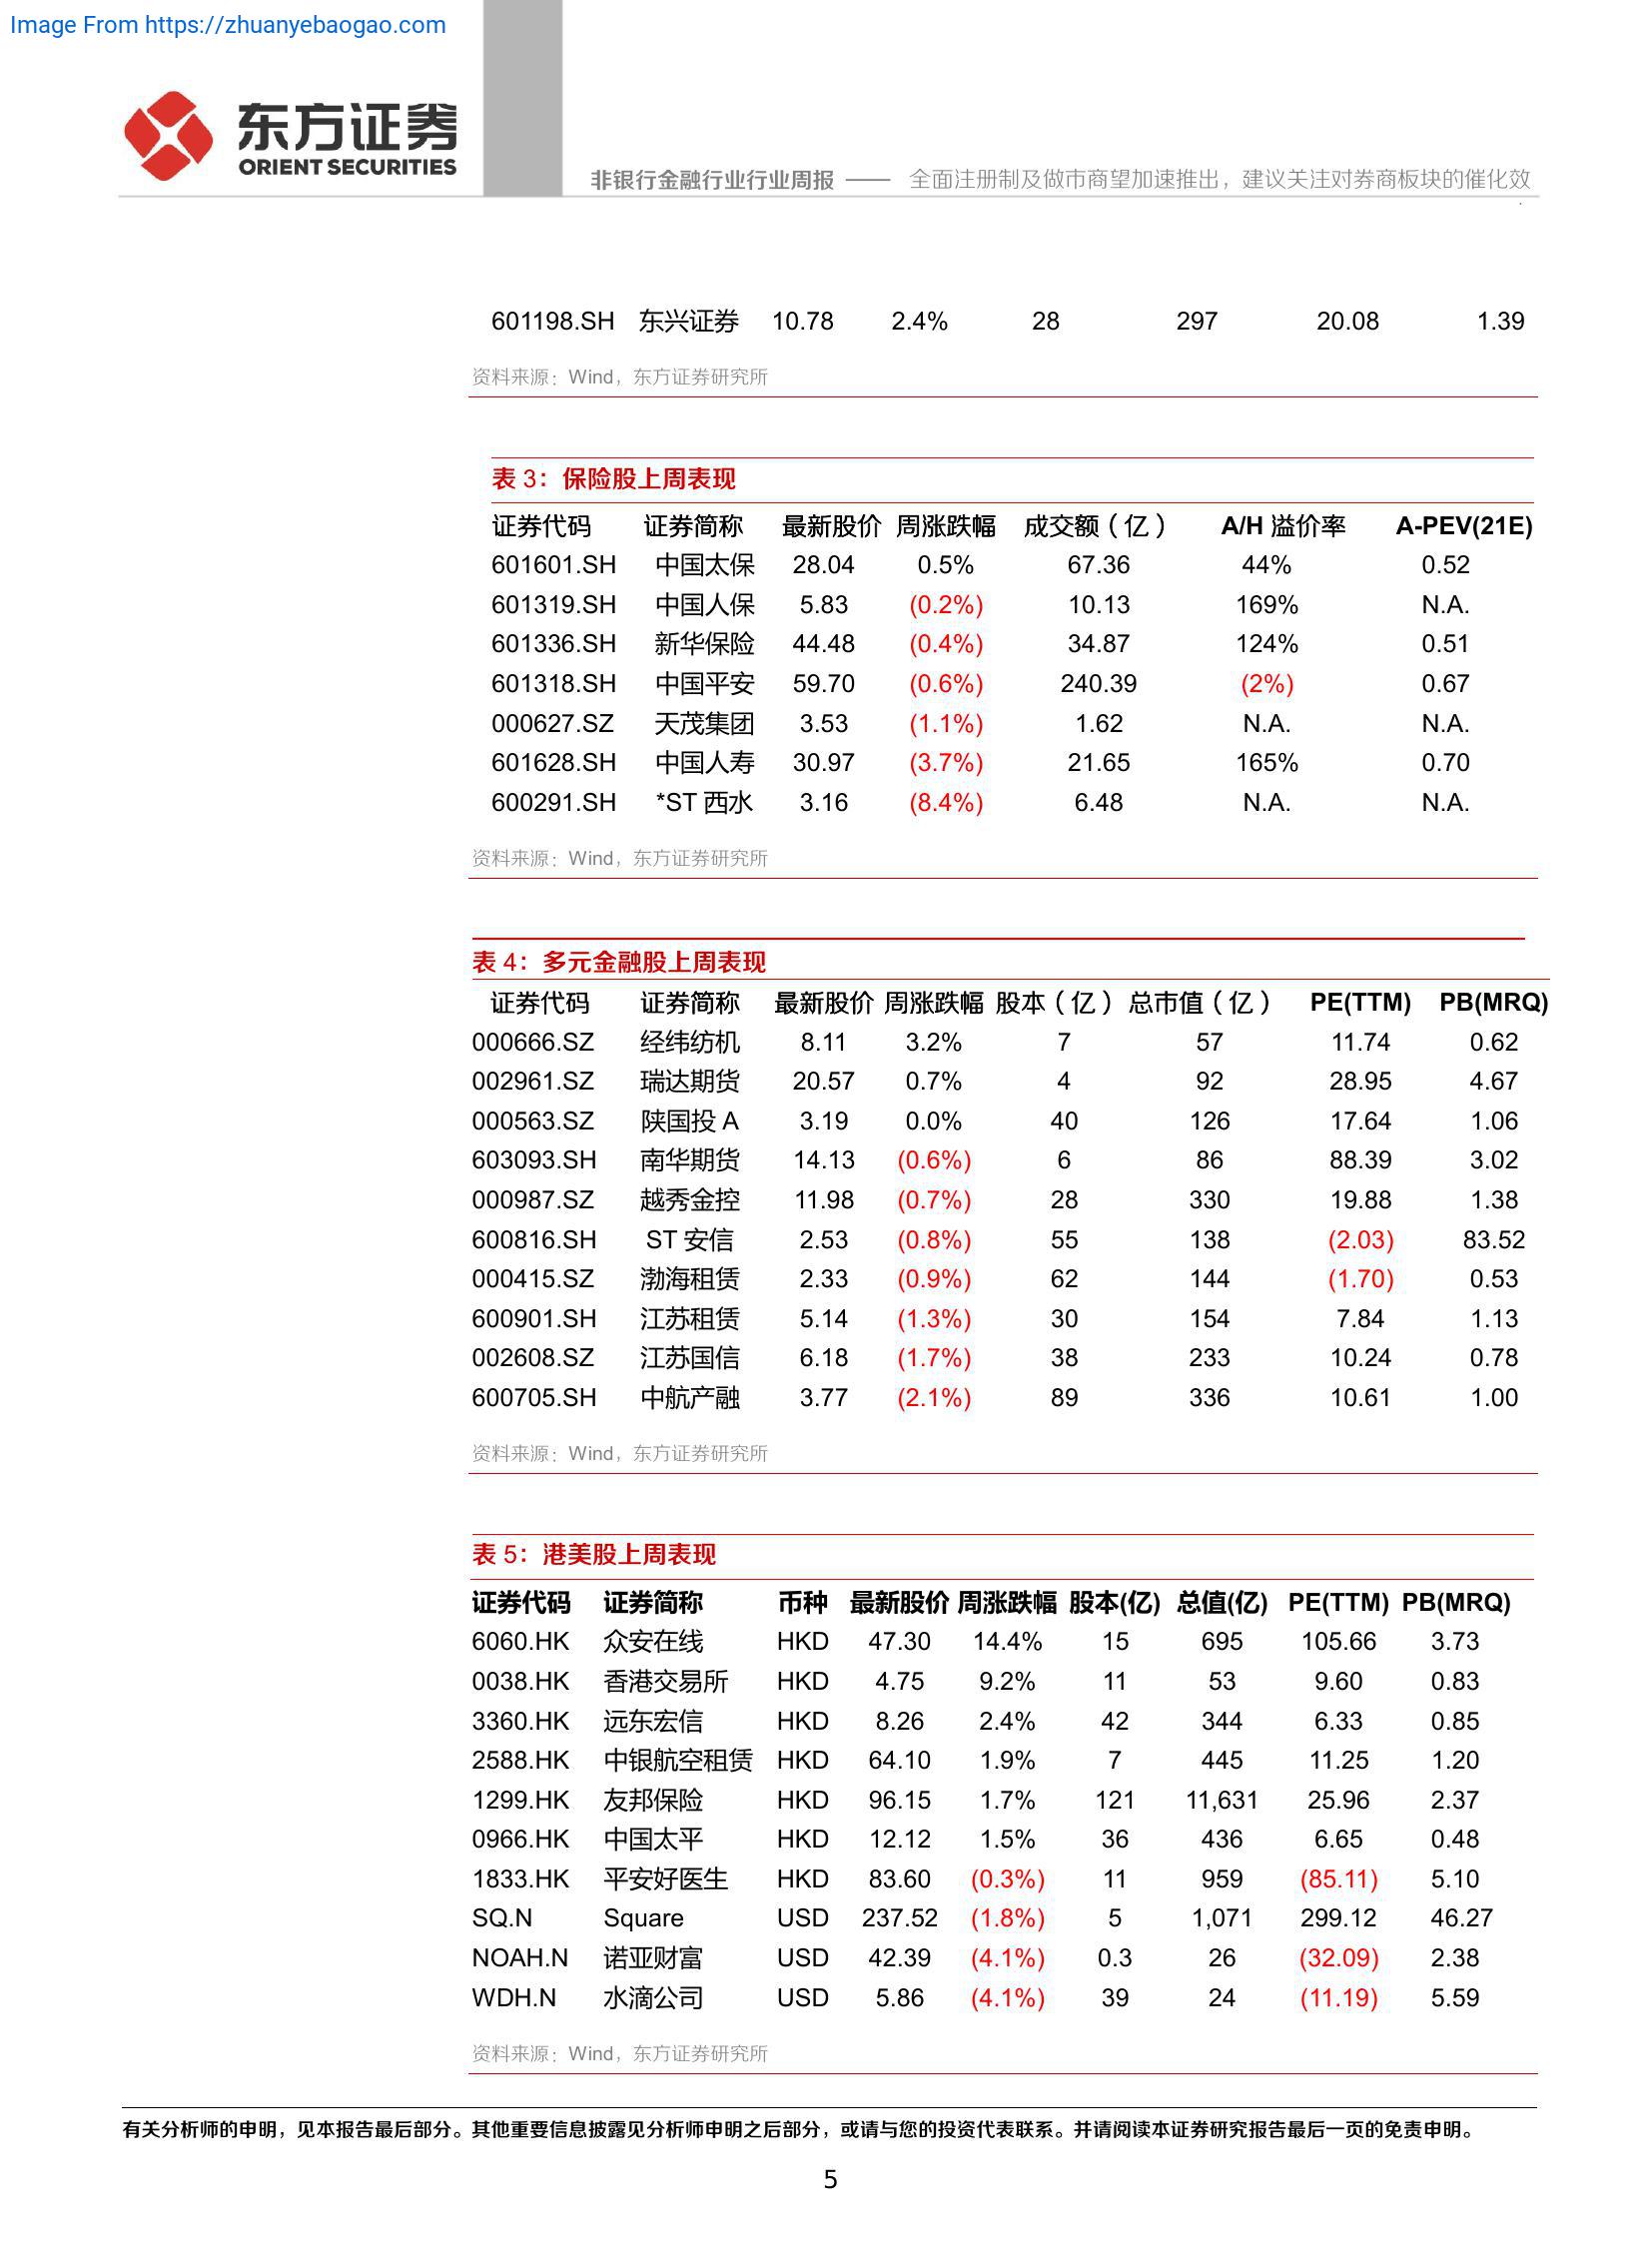 Image From https://zhuanyebaogao.com
东方证券
ORIENT SECURITIES
非银行金融行业行业周报 —— 全面注册制及做市商望加速推出，建议关注对券商板块的催化效
601198.SH 东兴证券 10.78 2.4% 28 297 20.08 1.39
资料来源：Wind，东方证券研究所
表 3：保险股上周表现
证券代码 证券简称 最新股价 周涨跌幅 成交额（亿） A/H 溢价率 A-PEV(21E)
601601.SH 中国太保 28.04 0.5% 67.36 44% 0.52
601319.SH 中国人保 5.83 (0.2%) 10.13 169% N.A.
601336.SH 新华保险 44.48 (0.4%) 34.87 124% 0.51
601318.SH 中国平安 59.70 (0.6%) 240.39 (2%) 0.67
000627.SZ 天茂集团 3.53 (1.1%) 1.62 N.A. N.A.
601628.SH 中国人寿 30.97 (3.7%) 21.65 165% 0.70
600291.SH *ST 西水 3.16 (8.4%) 6.48 N.A. N.A.
资料来源：Wind，东方证券研究所
表 4：多元金融股上周表现
证券代码 证券简称 最新股价 周涨跌幅 股本（亿） 总市值（亿） PE(TTM) PB(MRQ)
000666.SZ 经纬纺机 8.11 3.2% 7 57 11.74 0.62
002961.SZ 瑞达期货 20.57 0.7% 4 92 28.95 4.67
000563.SZ 陕国投 A 3.19 0.0% 40 126 17.64 1.06
603093.SH 南华期货 14.13 (0.6%) 6 86 88.39 3.02
000987.SZ 越秀金控 11.98 (0.7%) 28 330 19.88 1.38
600816.SH ST 安信 2.53 (0.8%) 55 138 (2.03) 83.52
000415.SZ 渤海租赁 2.33 (0.9%) 62 144 (1.70) 0.53
600901.SH 江苏租赁 5.14 (1.3%) 30 154 7.84 1.13
002608.SZ 江苏国信 6.18 (1.7%) 38 233 10.24 0.78
600705.SH 中航产融 3.77 (2.1%) 89 336 10.61 1.00
资料来源：Wind，东方证券研究所
表 5：港美股上周表现
证券代码 证券简称 币种 最新股价 周涨跌幅 股本(亿) 总值(亿) PE(TTM) PB(MRQ)
6060.HK 众安在线 HKD 47.30 14.4% 15 695 105.66 3.73
0038.HK 香港交易所 HKD 4.75 9.2% 11 53 9.60 0.83
3360.HK 远东宏信 HKD 8.26 2.4% 42 344 6.33 0.85
2588.HK 中银航空租赁 HKD 64.10 1.9% 7 445 11.25 1.20
1299.HK 友邦保险 HKD 96.15 1.7% 121 11,631 25.96 2.37
0966.HK 中国太平 HKD 12.12 1.5% 36 436 6.65 0.48
1833.HK 平安好医生 HKD 83.60 (0.3%) 11 959 (85.11) 5.10
SQ.N Square USD 237.52 (1.8%) 5 1,071 299.12 46.27
NOAH.N 诺亚财富 USD 42.39 (4.1%) 0.3 26 (32.09) 2.38
WDH.N 水滴公司 USD 5.86 (4.1%) 39 24 (11.19) 5.59
资料来源：Wind，东方证券研究所
有关分析师的申明，见本报告最后部分。其他重要信息披露见分析师申明之后部分，或请与您的投资代表联系。并请阅读本证券研究报告最后一页的免责申明。
5